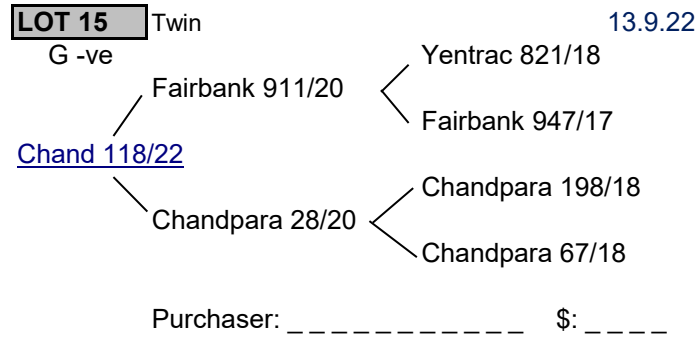 LOT 15 Twin 13.9.22
G -ve
Yentrac 821/18
Fairbank 911/20
Fairbank 947/17
Chand 118/22
Chandpara 198/18
Chandpara 28/20
Chandpara 67/18
Purchaser: _ _ _ _ _ _ _ _ _ _ _ $: _ _ _ _